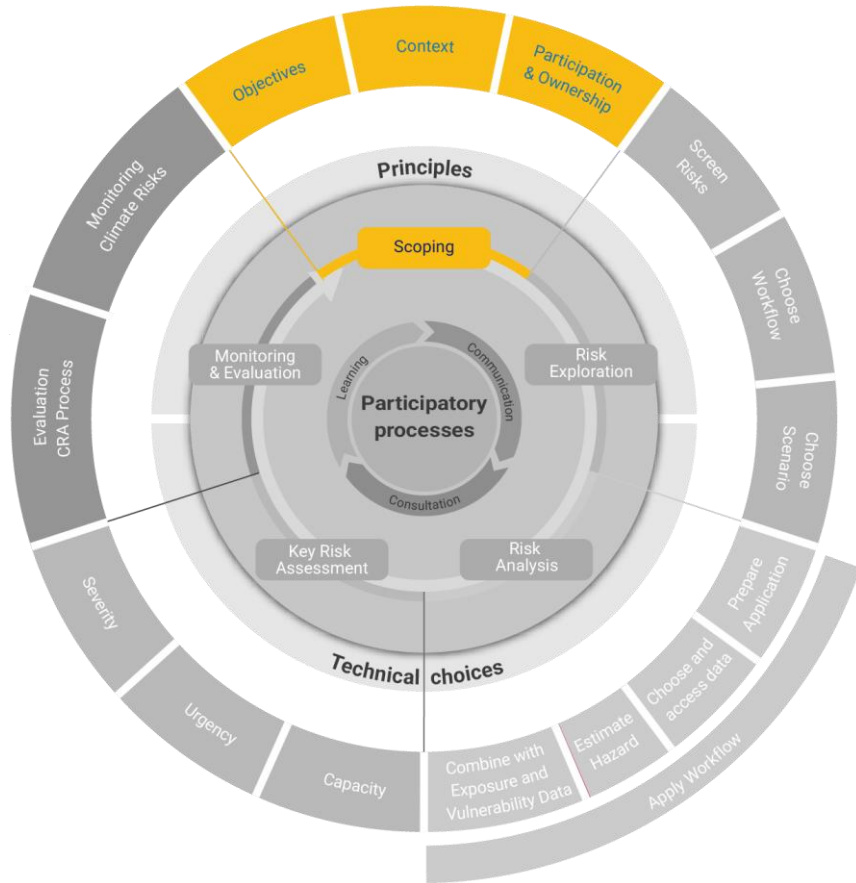 Objectives
Context
Participation
& Ownership
Screen
Risks
Choose
Workflow
Choose
Scenario
Prepare
Application
Choose and
access data
Estimate
Hazard
Combine with
Exposure and
Vulnerability Data
Apply Workflow
Capacity
Urgency
Severity
Evaluation
CRA Process
Monitoring
Climate Risks
Principles
Scoping
Risk
Exploration
Risk
Analysis
Key Risk
Assessment
Monitoring
& Evaluation
Technical choices
Learning
Communication
Consultation
Participatory
processes